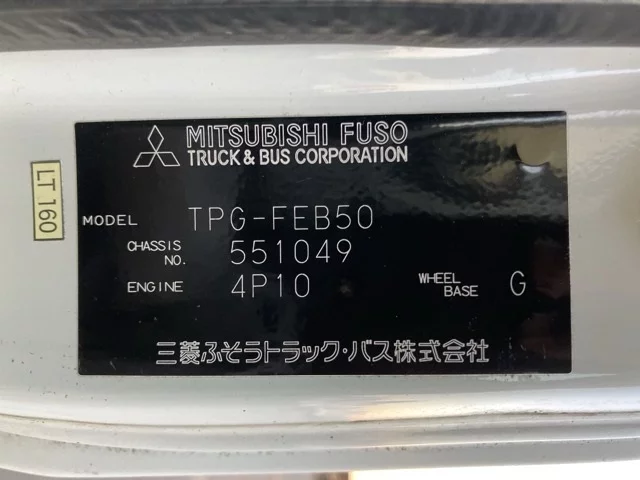 MITSUBISHI FUSO
TRUCK & BUS CORPORATION
LT 160
MODEL TPG-FEB50
CHASSIS NO. 551049
ENGINE 4P10 WHEEL BASE G
三菱ふそうトラック・バス株式会社